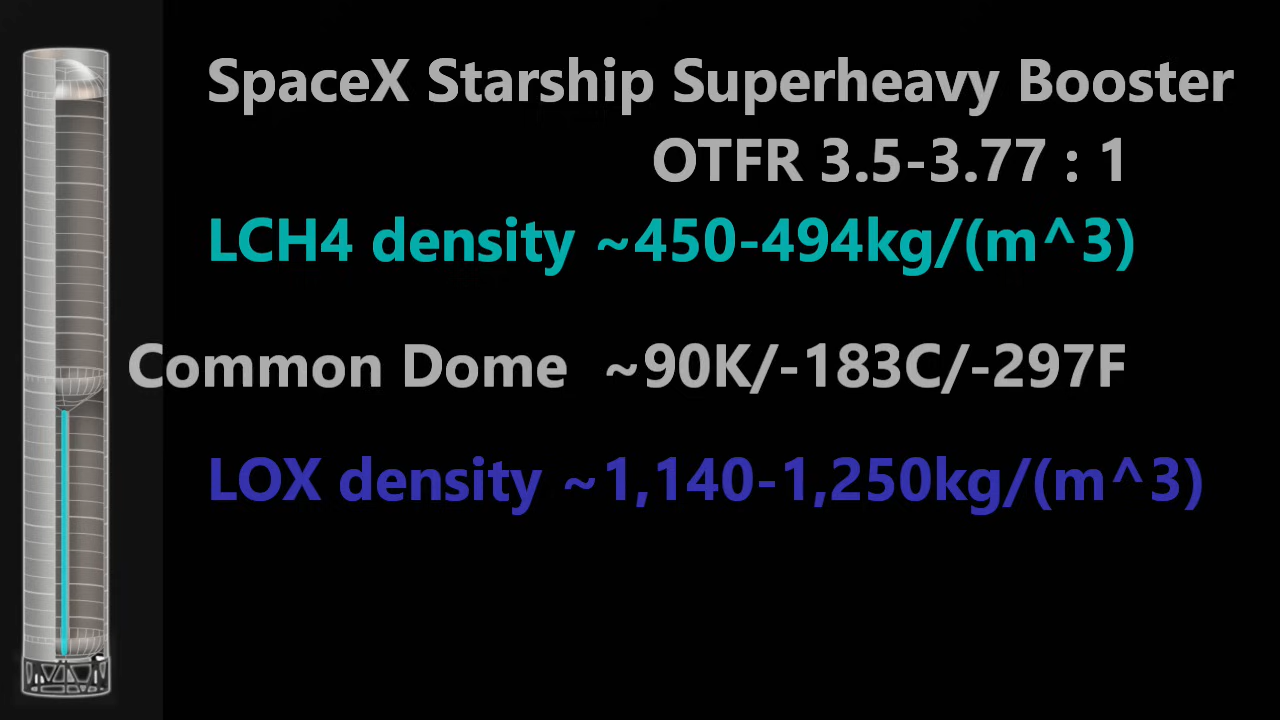 SpaceX Starship Superheavy Booster
OTFR 3.5-3.77 : 1
LCH4 density ~450-494kg/(m^3)
Common Dome ~90K/-183C/-297F
LOX density ~1,140-1,250kg/(m^3)